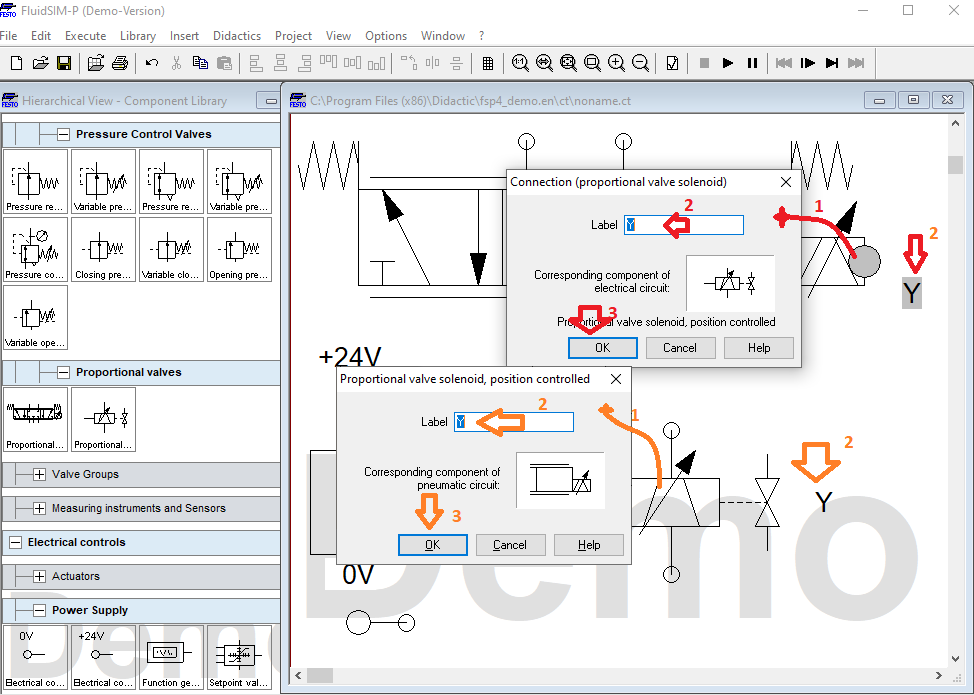 FESTO
FluidSIM-P (Demo-Version)
File Edit Execute Library Insert Didactics Project View Options Window ?
1:1
FESTO
Hierarchical View - Component Library
Pressure Control Valves
Pressure re... Variable pre... Pressure re... Variable pre...
Pressure co... Closing pre... Variable clo... Opening pre...
Variable ope...
Proportional valves
Proportional... Proportional...
Valve Groups
Measuring instruments and Sensors
Electrical controls
Actuators
Power Supply
0V +24V
Electrical co... Electrical co... Function ge... Setpoint val...
Demo
FESTO
C:\Program Files (x86)\Didactic\fsp4_demo.en\ct\noname.ct
Connection (proportional valve solenoid)
Label Y
2
1
Corresponding component of
electrical circuit:
3
Proportional valve solenoid, position controlled
OK Cancel Help
2
Y
+24V
Proportional valve solenoid, position controlled
Label Y
2
1
Corresponding component of
pneumatic circuit:
3
OK Cancel Help
2
Y
0V
Demo